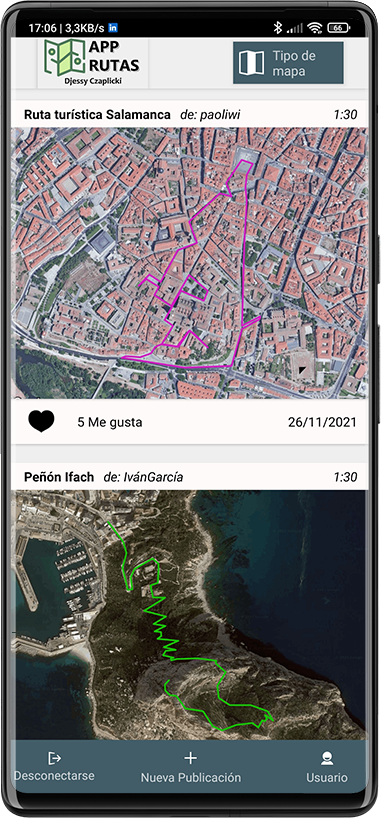 17:06 | 3,3KB/s in
66
APP
RUTAS
Djessy Czaplicki
Tipo de
mapa
Ruta turística Salamanca de: paoliwi 1:30
5 Me gusta 26/11/2021
Peñón Ifach de: IvánGarcía 1:30
Desconectarse Nueva Publicación Usuario